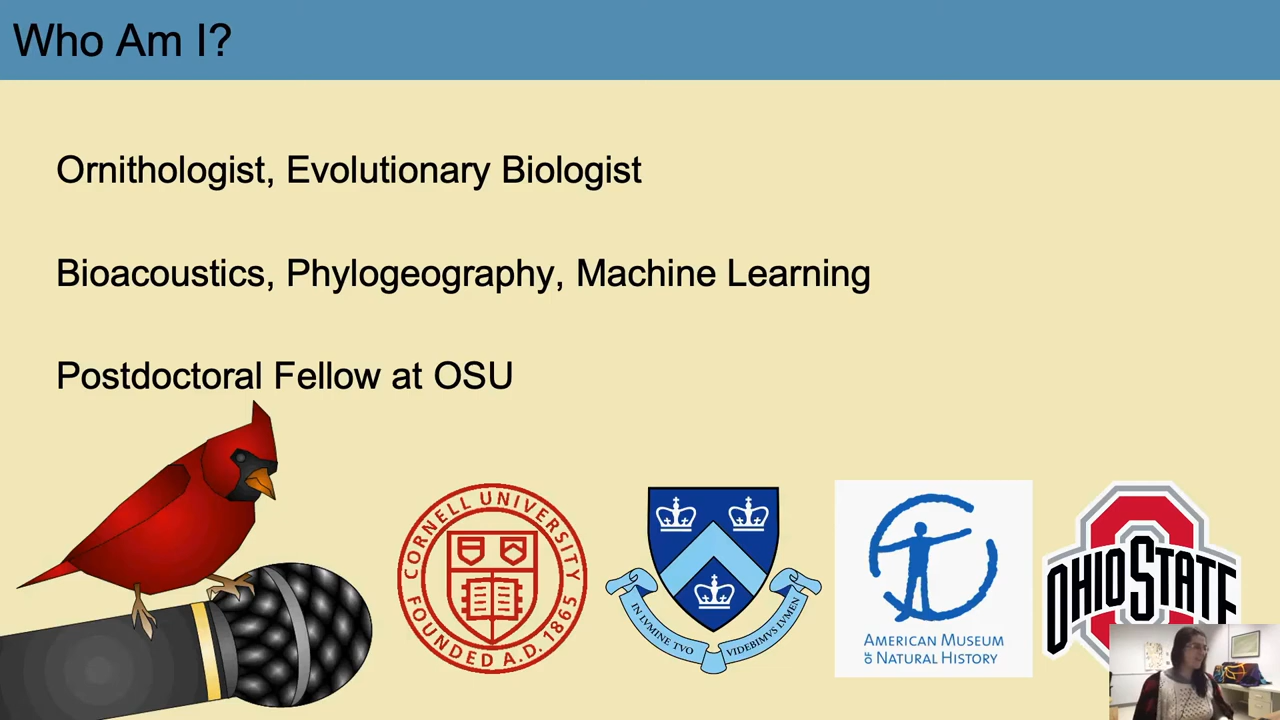 Who Am I?
Ornithologist, Evolutionary Biologist
Bioacoustics, Phylogeography, Machine Learning
Postdoctoral Fellow at OSU
CORNELL UNIVERSITY
FOUNDED A.D. 1865
IN LVMINE TVO VIDEBIMVS LVMEN
AMERICAN MUSEUM
OF NATURAL HISTORY
OHIO STATE